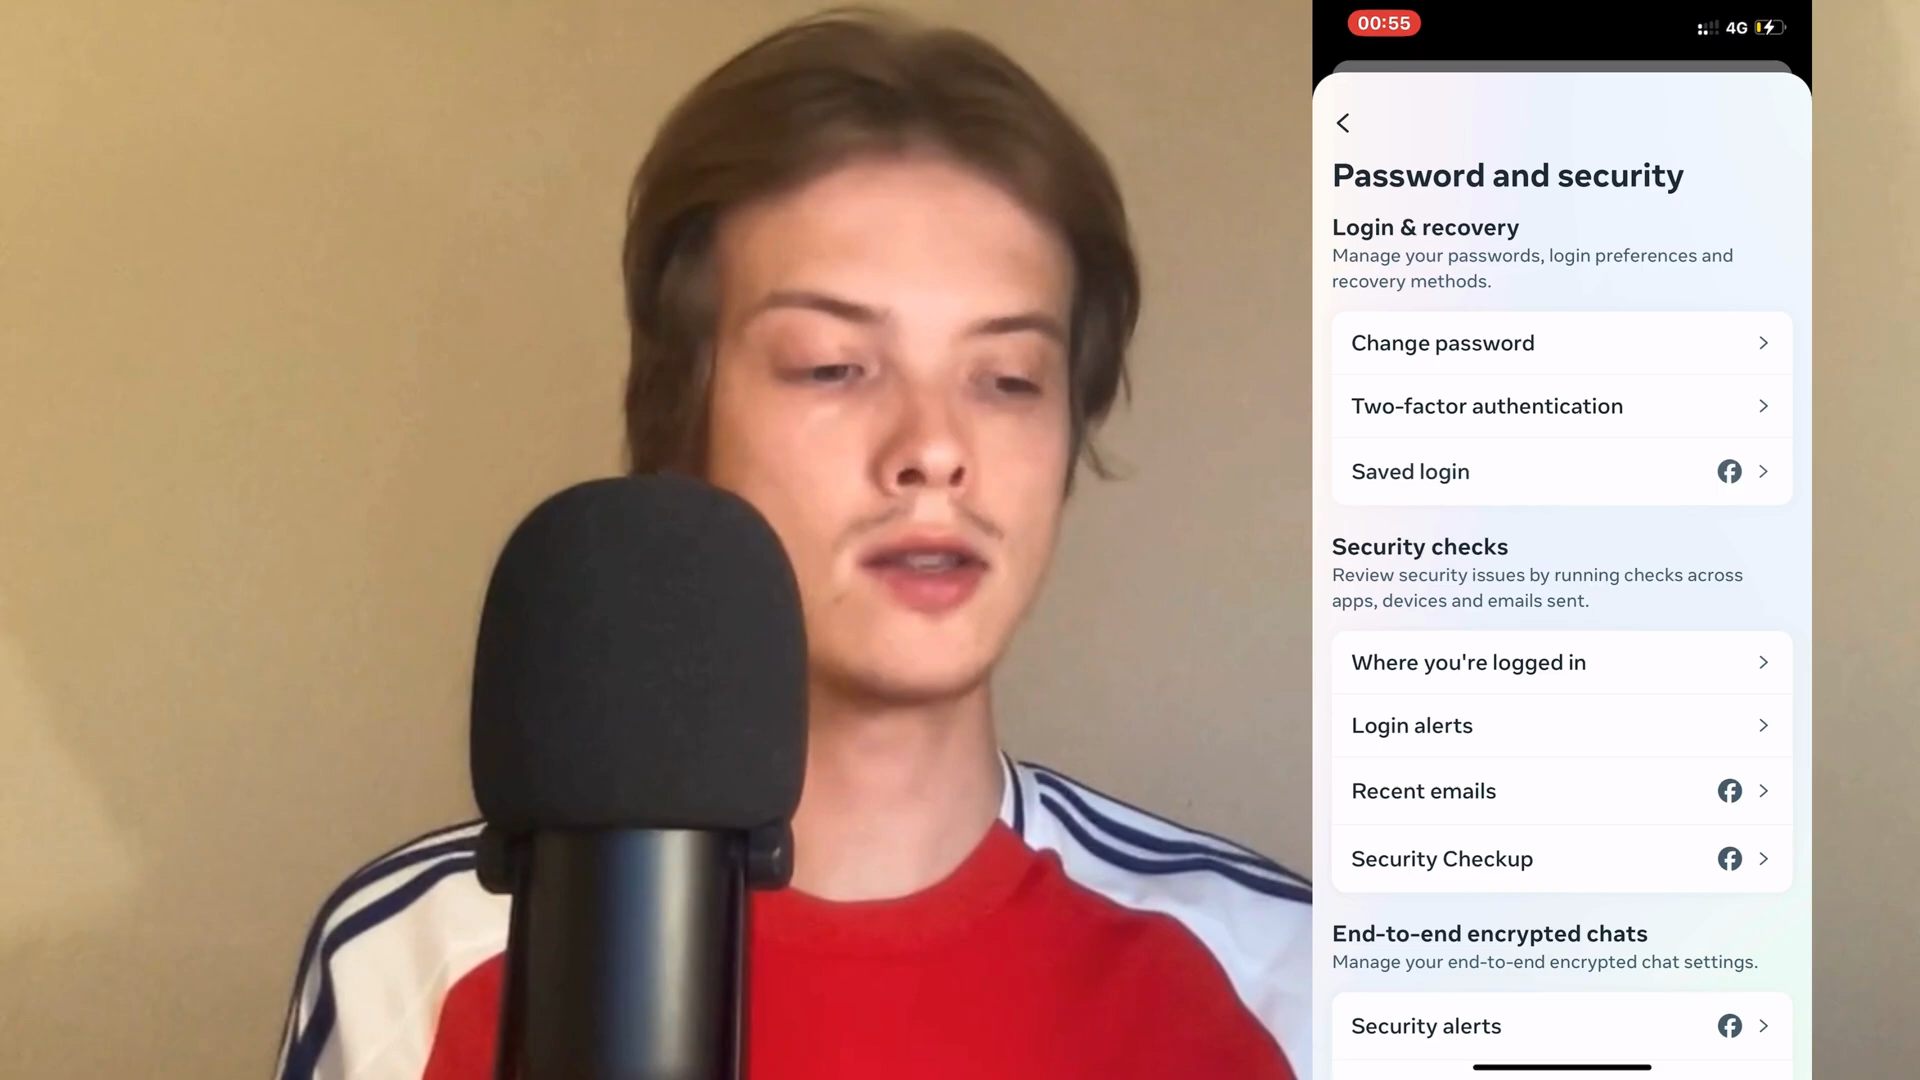 00:55
4G
Password and security
Login & recovery
Manage your passwords, login preferences and
recovery methods.
Change password
Two-factor authentication
Saved login
Security checks
Review security issues by running checks across
apps, devices and emails sent.
Where you're logged in
Login alerts
Recent emails
Security Checkup
End-to-end encrypted chats
Manage your end-to-end encrypted chat settings.
Security alerts